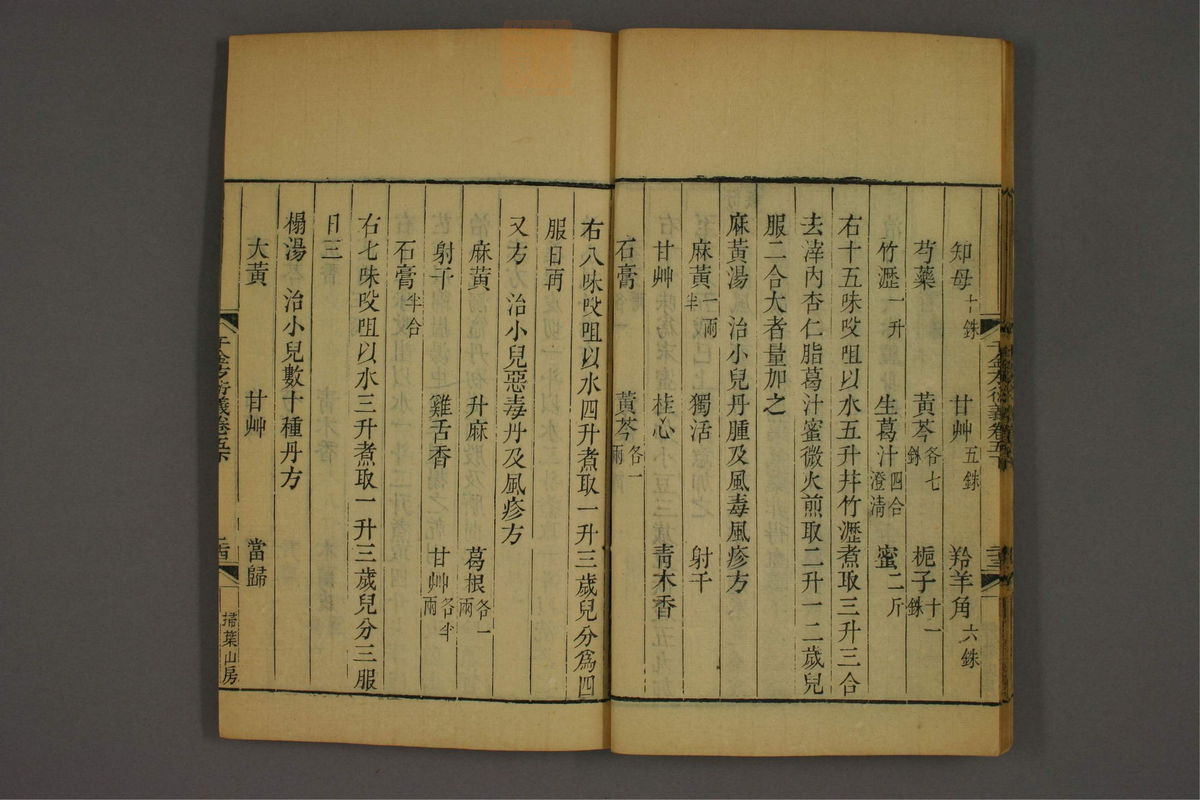 知母十銖 甘艸五銖 羚羊角六銖
芍藥 黃芩各七銖 梔子十一銖
竹瀝一升 生葛汁四合澄淸 蜜二斤
右十五味㕮咀以水五升幷竹瀝煮取三升三合
去滓內杏仁脂葛汁蜜微火煎取二升一二歲兒
服二合大者量加之
麻黃湯 治小兒丹腫及風毒風疹方
麻黃一兩半 獨活 射干
甘艸 桂心 靑木香
石膏 黃芩各一兩
右八味㕮咀以水四升煮取一升三歲兒分爲四
服日再
又方 治小兒惡毒丹及風疹方
麻黃 升麻 葛根各一兩
射干 雞舌香 甘艸各半兩
石膏半合
右七味㕮咀以水三升煮取一升三歲兒分三服
日三
榻湯 治小兒數十種丹方
大黃 甘艸 當歸
千金方衍義卷五下 二十四 掃葉山房